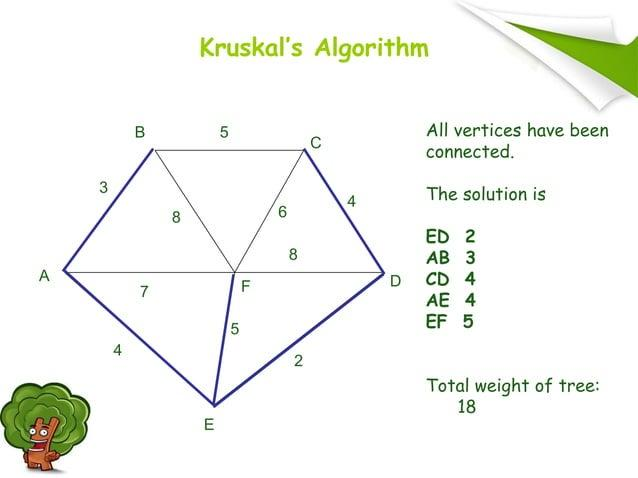 Kruskal's Algorithm
B
5
C
All vertices have been
connected.
3
8
6
4
The solution is
8
ED 2
AB 3
CD 4
AE 4
EF 5
A
7
F
D
5
4
2
E
Total weight of tree:
18